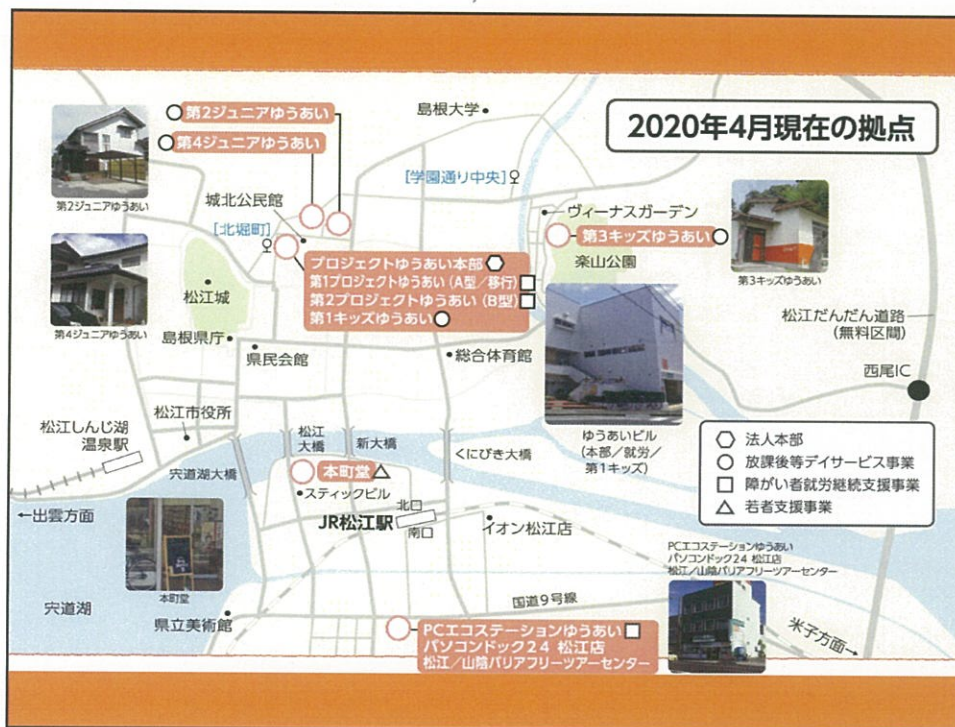 2020年4月現在の拠点
島根大学
第2ジュニアゆうあい
第4ジュニアゆうあい
第2ジュニアゆうあい
[学園通り中央]
城北公民館
[北堀町]
ヴィーナスガーデン
第3キッズゆうあい
楽山公園
第3キッズゆうあい
プロジェクトゆうあい本部
第1プロジェクトゆうあい(A型/移行)
第2プロジェクトゆうあい(B型)
第1キッズゆうあい
松江城
第4ジュニアゆうあい
島根県庁
県民会館
総合体育館
松江だんだん道路
(無料区間)
西尾IC
ゆうあいビル
(本部/就労/
第1キッズ)
松江市役所
松江しんじ湖
温泉駅
宍道湖大橋
松江
大橋
新大橋
くにびき大橋
法人本部
放課後等デイサービス事業
障がい者就労継続支援事業
若者支援事業
本町堂
スティックビル
←出雲方面
北口
JR松江駅
南口
イオン松江店
本町堂
宍道湖
県立美術館
国道9号線
PCエコステーションゆうあい
パソコンドック24 松江店
松江/山陰バリアフリーツアーセンター
PCエコステーションゆうあい
パソコンドック24 松江店
松江/山陰バリアフリーツアーセンター
米子方面→